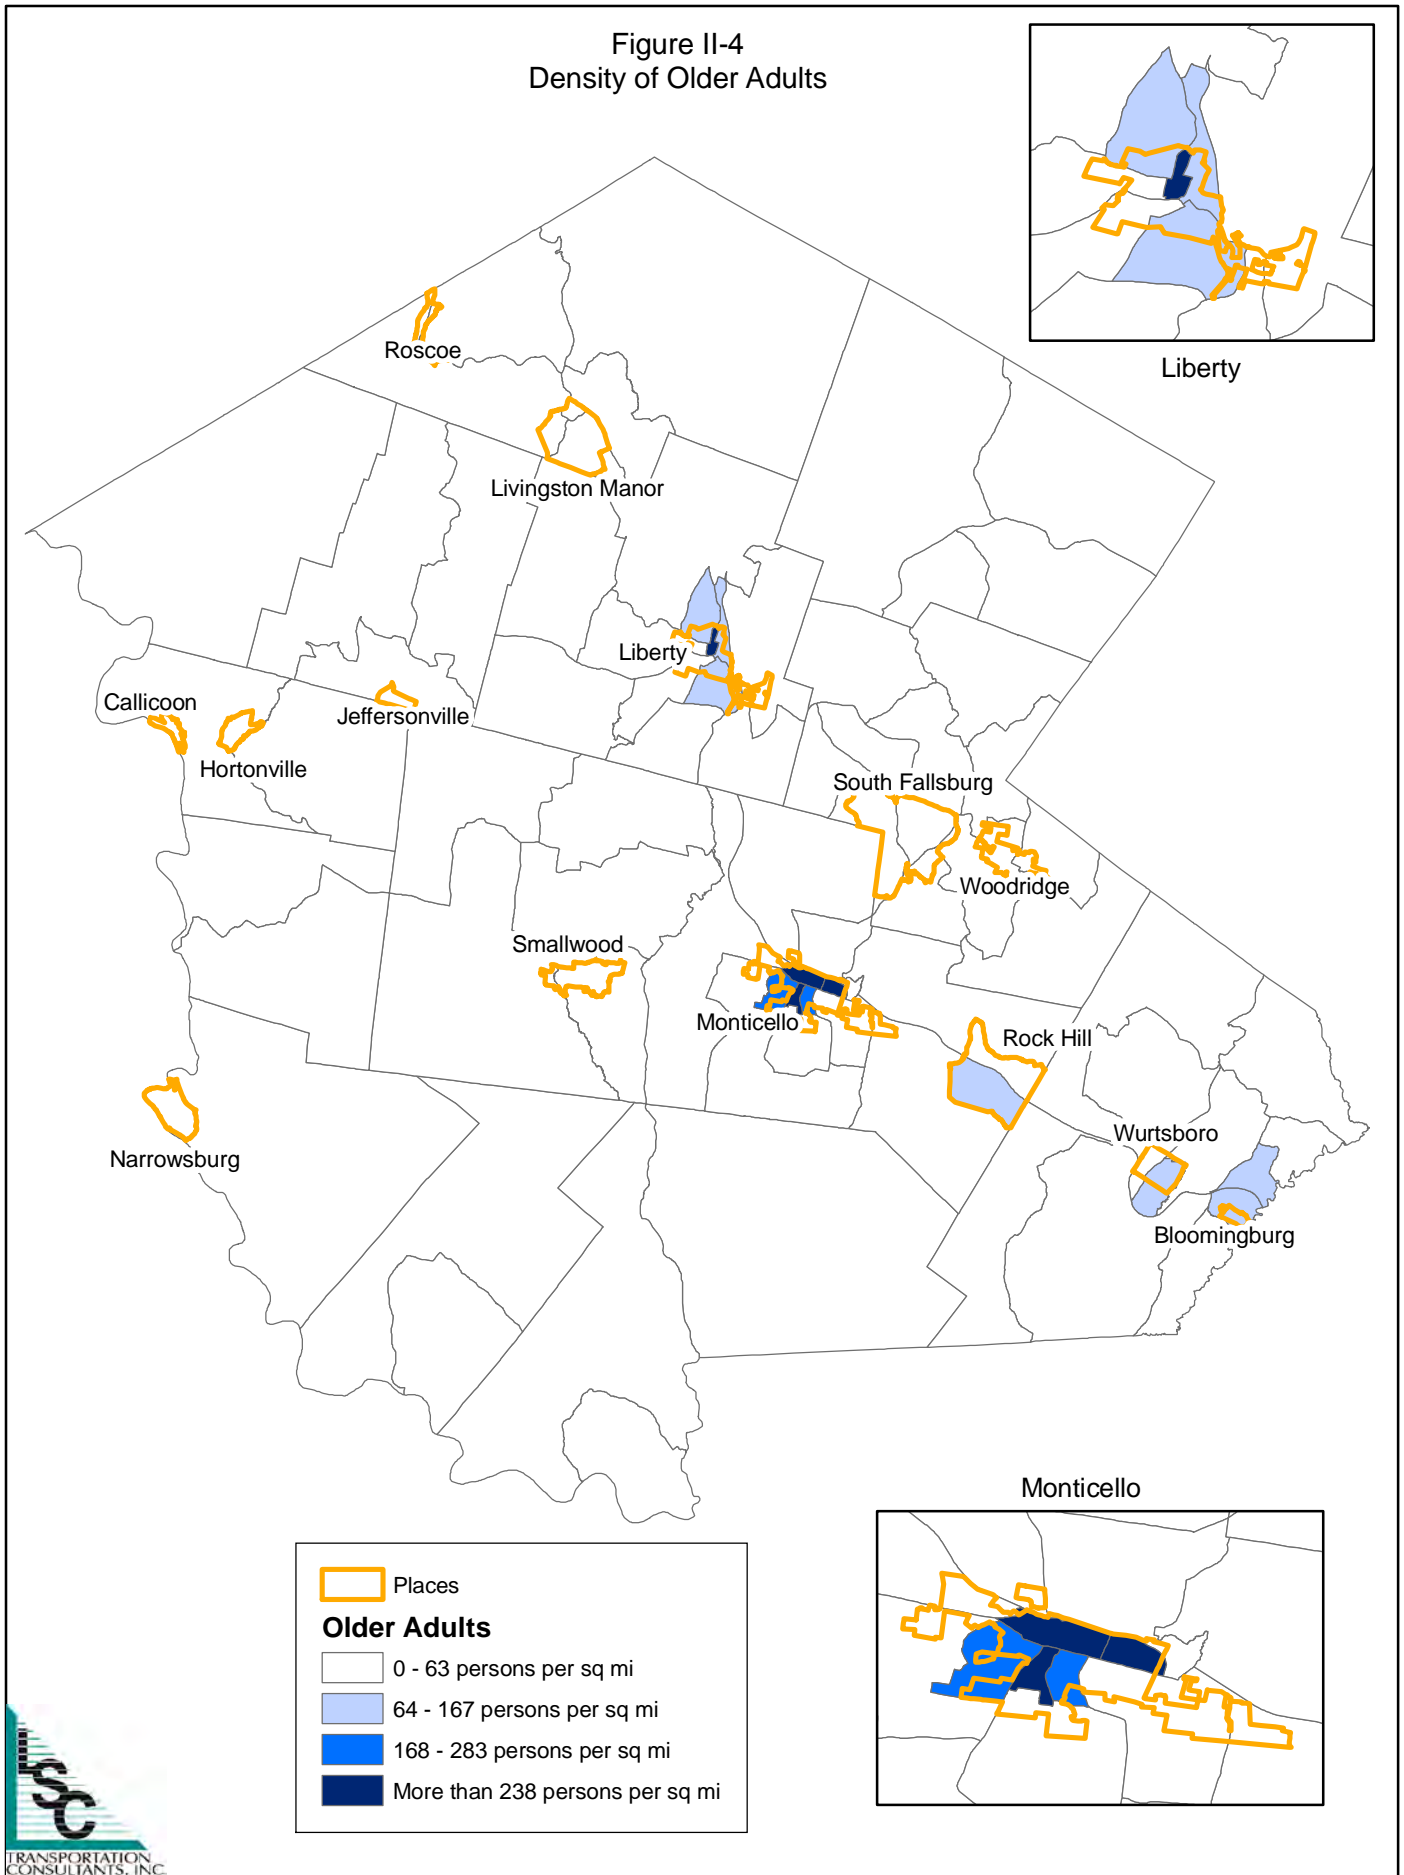 Figure II-4
Density of Older Adults
Liberty
Roscoe
Livingston Manor
Liberty
Callicoon
Jeffersonville
Hortonville
South Fallsburg
Woodridge
Smallwood
Monticello
Rock Hill
Wurtsboro
Narrowsburg
Bloomingburg
Monticello
Places
Older Adults
0 - 63 persons per sq mi
64 - 167 persons per sq mi
168 - 283 persons per sq mi
More than 238 persons per sq mi
LSC
TRANSPORTATION
CONSULTANTS, INC.